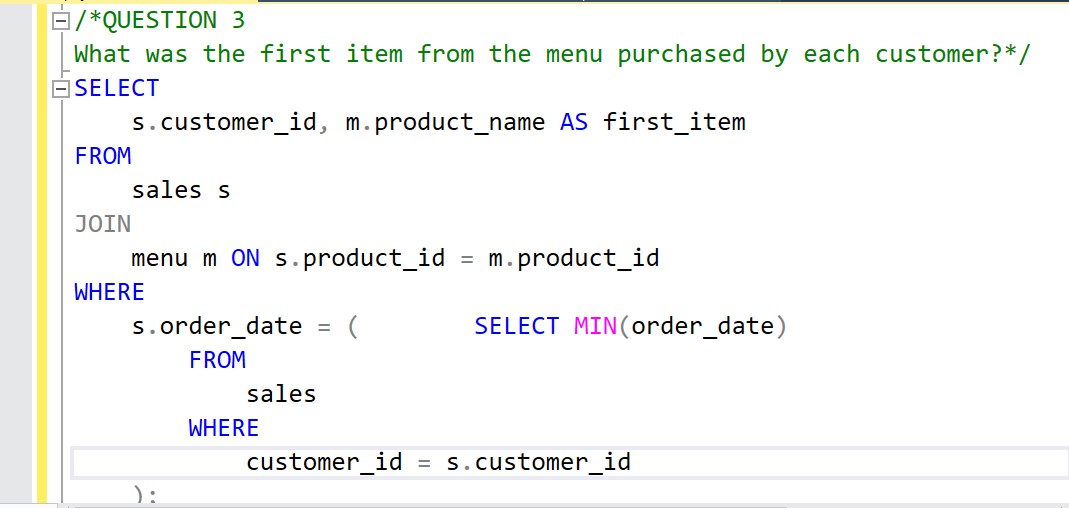 /*QUESTION 3
What was the first item from the menu purchased by each customer?*/
SELECT
    s.customer_id, m.product_name AS first_item
FROM
    sales s
JOIN
    menu m ON s.product_id = m.product_id
WHERE
    s.order_date = (        SELECT MIN(order_date)
        FROM
            sales
        WHERE
            customer_id = s.customer_id
    );